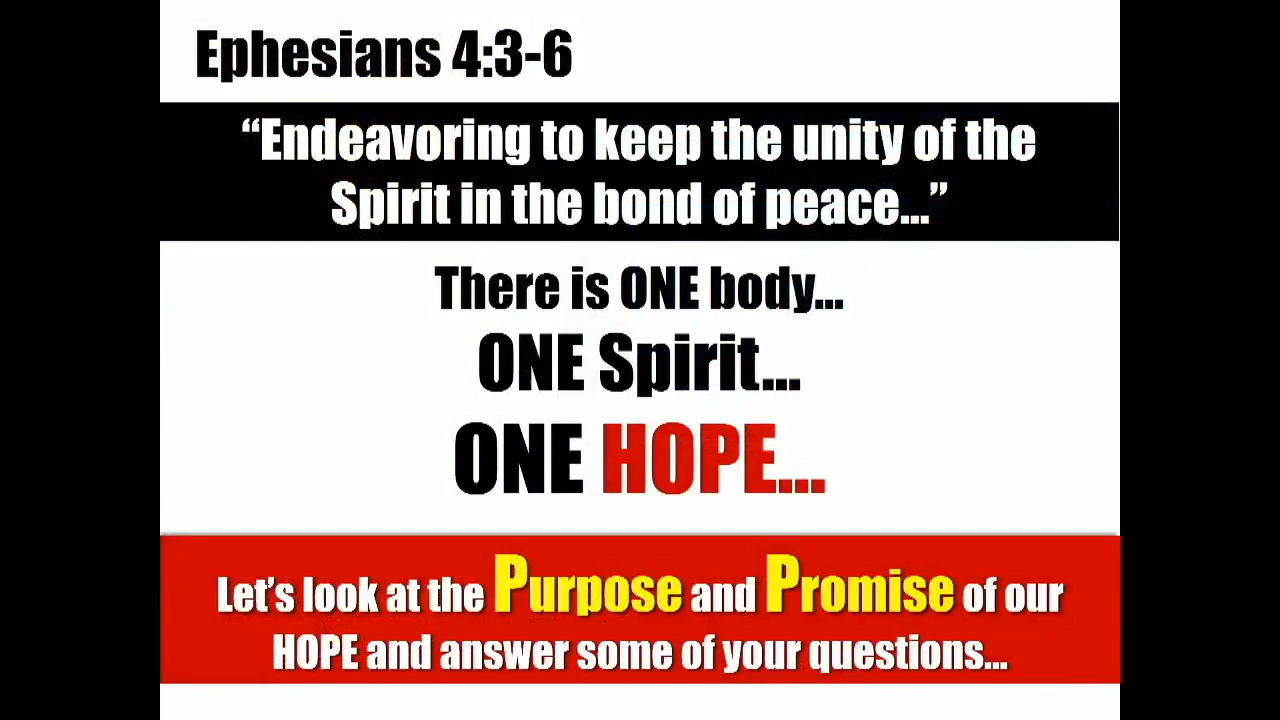 Ephesians 4:3-6
“Endeavoring to keep the unity of the
Spirit in the bond of peace...”
There is ONE body...
ONE Spirit...
ONE HOPE...
Let’s look at the Purpose and Promise of our
HOPE and answer some of your questions...